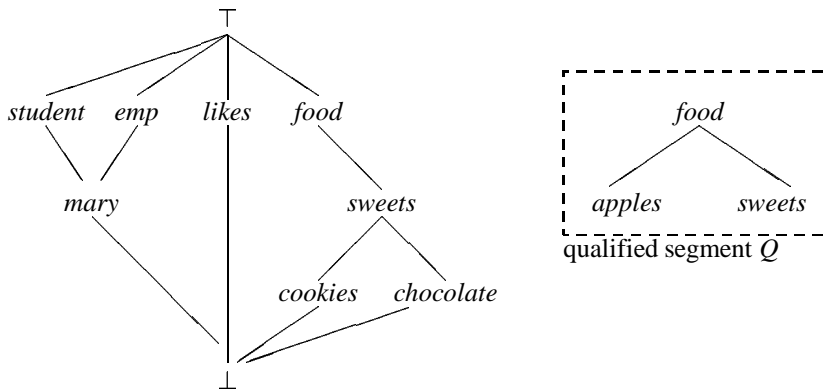 ⊤
student emp likes food
food
mary sweets
apples sweets
qualified segment Q
cookies chocolate
⊥